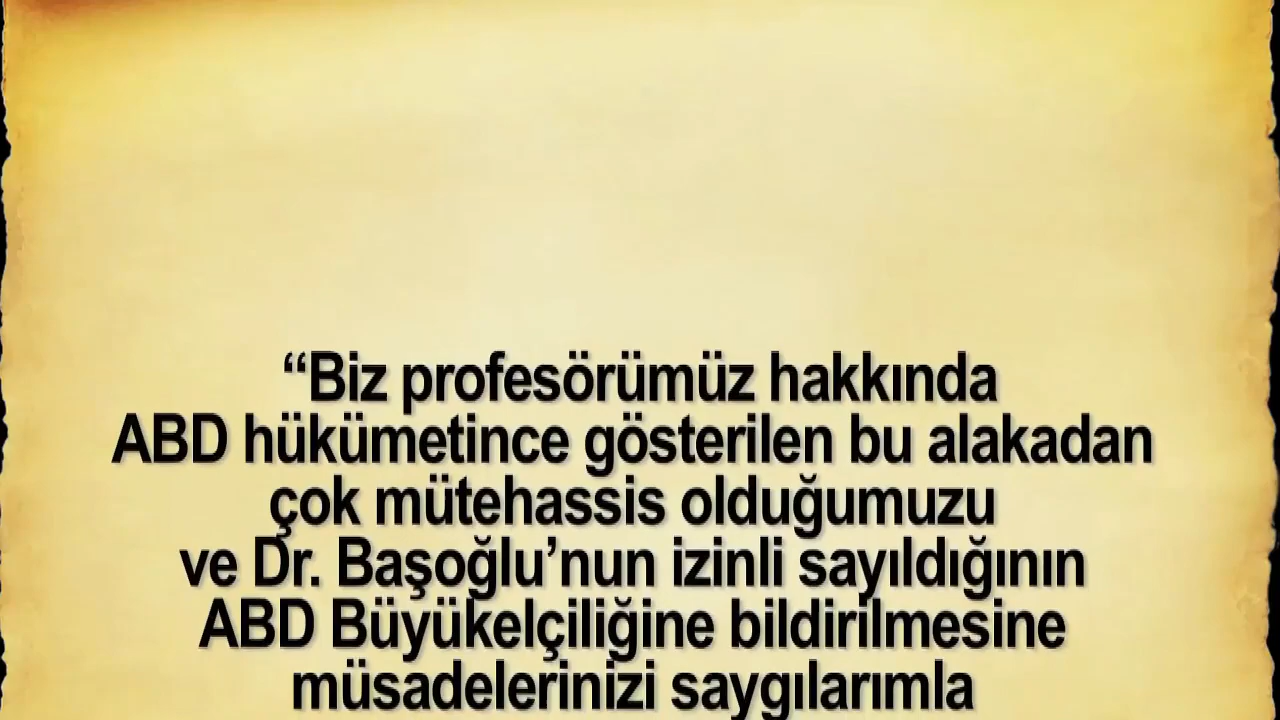 “Biz profesörümüz hakkında
ABD hükümetince gösterilen bu alakadan
çok mütehassis olduğumuzu
ve Dr. Başoğlu’nun izinli sayıldığının
ABD Büyükelçiliğine bildirilmesine
müsadelerinizi saygılarımla